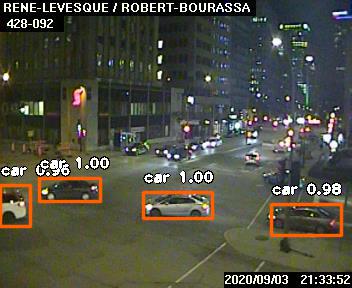 RENE-LEVESQUE / ROBERT-BOURASSA
428-092
car 0.96
car 1.00
car 1.00
car 0.98
2020/09/03 21:33:52